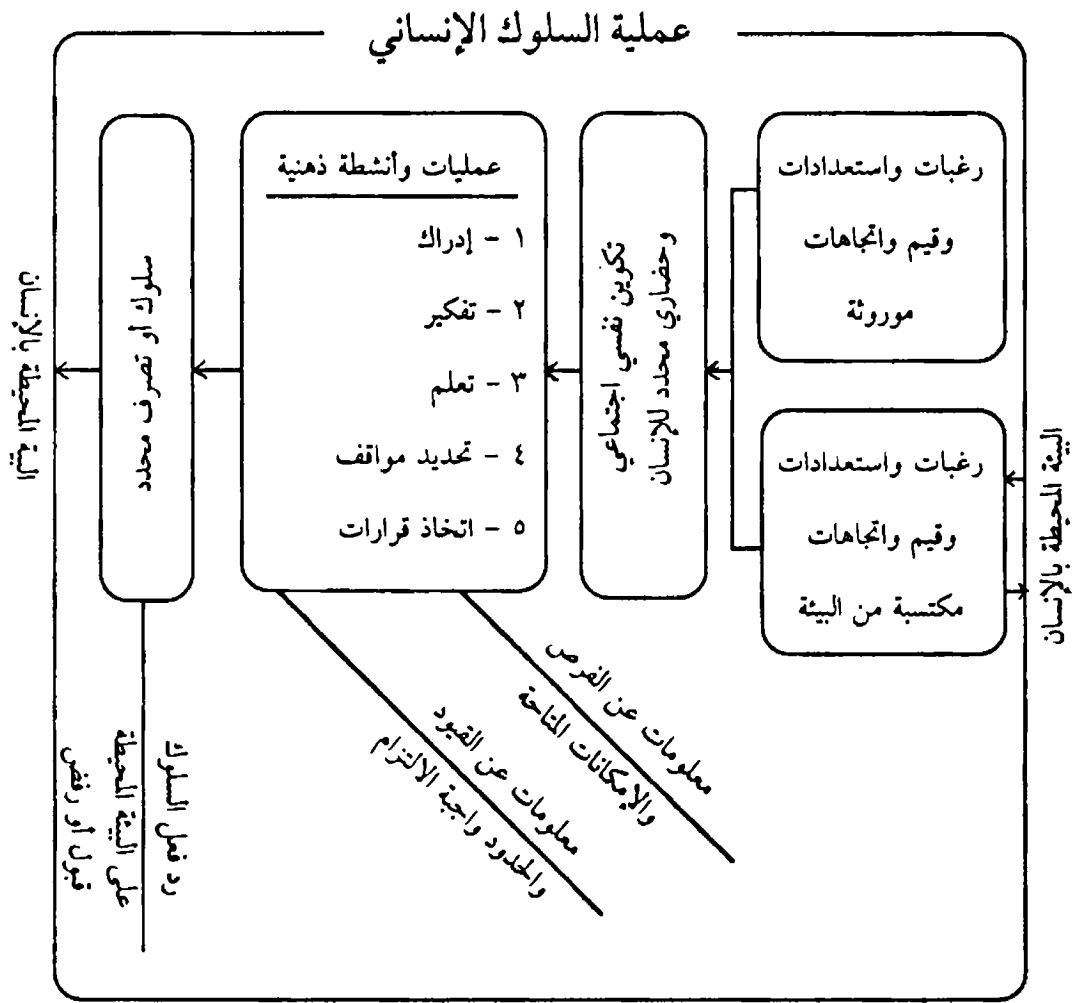 عملية السلوك الإنساني
رغبات واستعدادات
وقيم واتجاهات
موروثة
رغبات واستعدادات
وقيم واتجاهات
مكتسبة من البيئة
البيئة المحيطة بالإنسان
تكوين نفسي اجتماعي
وحضاري محدد للإنسان
عمليات وأنشطة ذهنية
١ - إدراك
٢ - تفكير
٣ - تعلم
٤ - تحديد مواقف
٥ - اتخاذ قرارات
معلومات عن الفرص
والإمكانات المتاحة
معلومات عن القيود
والحدود واجبة الالتزام
سلوك أو تصرف محدد
رد فعل السلوك
على البيئة المحيطة
قبول أو رفض
البية المحيطة بالإنسان